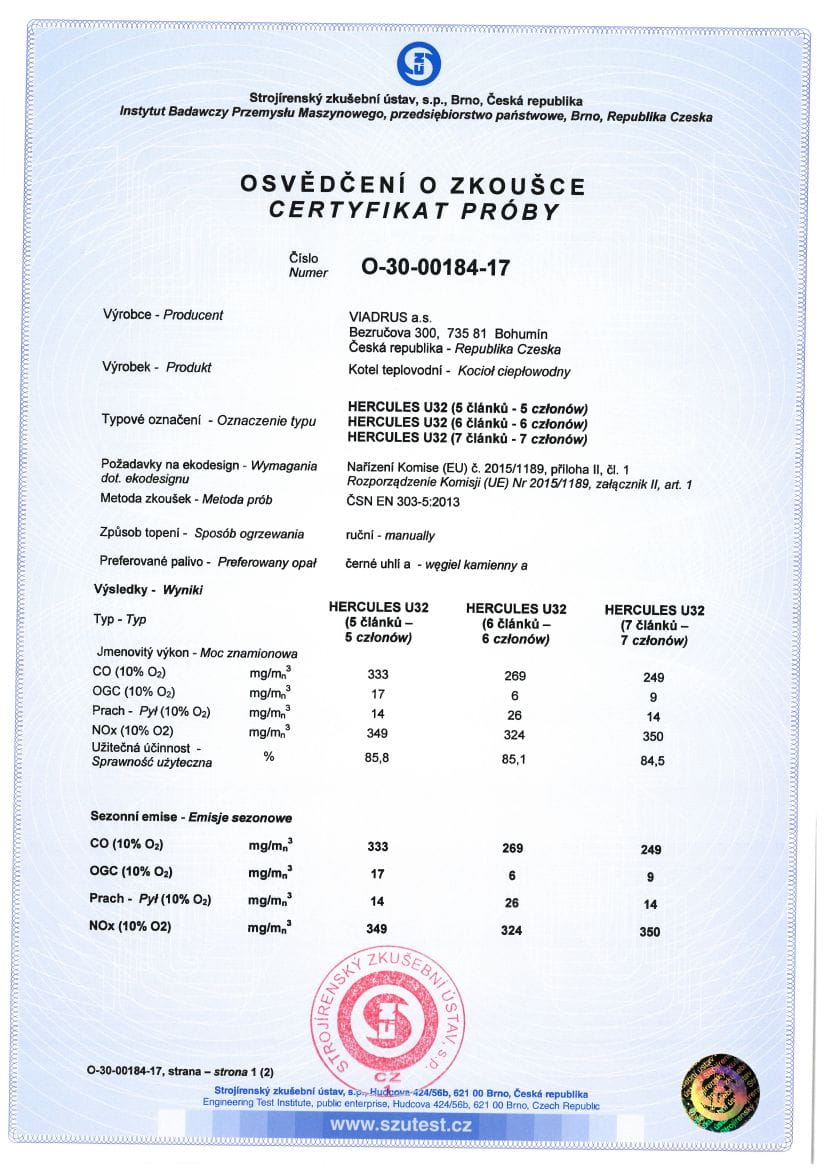 Strojírenský zkušební ústav, s.p., Brno, Česká republika
Instytut Badawczy Przemysłu Maszynowego, przedsiębiorstwo państwowe, Brno, Republika Czeska
OSVĚDČENÍ O ZKOUŠCE
CERTYFIKAT PRÓBY
Číslo
Numer O-30-00184-17
Výrobce - Producent VIADRUS a.s.
Bezručova 300, 735 81 Bohumín
Česká republika - Republika Czeska
Výrobek - Produkt Kotel teplovodní - Kocioł ciepłowodny
HERCULES U32 (5 článků - 5 członów)
Typové označení - Oznaczenie typu HERCULES U32 (6 článků - 6 członów)
HERCULES U32 (7 článků - 7 członów)
Požadavky na ekodesign - Wymagania Nařízení Komise (EU) č. 2015/1189, příloha II, čl. 1
dot. ekodesignu Rozporządzenie Komisji (UE) Nr 2015/1189, załącznik II, art. 1
Metoda zkoušek - Metoda prób ČSN EN 303-5:2013
Způsob topení - Sposób ogrzewania ruční - manually
Preferované palivo - Preferowany opał černé uhlí a - węgiel kamienny a
Výsledky - Wyniki
Typ - Typ HERCULES U32 (5 článků – 5 członów) HERCULES U32 (6 článků – 6 członów) HERCULES U32 (7 článků – 7 członów)
Jmenovitý výkon - Moc znamionowa
CO (10% O₂) mg/mₙ³ 333 269 249
OGC (10% O₂) mg/mₙ³ 17 6 9
Prach - Pył (10% O₂) mg/mₙ³ 14 26 14
NOx (10% O2) mg/mₙ³ 349 324 350
Užitečná účinnost -
Sprawność użyteczna % 85,8 85,1 84,5
Sezonní emise - Emisje sezonowe
CO (10% O₂) mg/mₙ³ 333 269 249
OGC (10% O₂) mg/mₙ³ 17 6 9
Prach - Pył (10% O₂) mg/mₙ³ 14 26 14
NOx (10% O2) mg/mₙ³ 349 324 350
STROJÍRENSKÝ ZKUŠEBNÍ ÚSTAV, s.p.
CZ
1
O-30-00184-17, strana – strona 1 (2)
Strojírenský zkušební ústav, s.p., Hudcova 424/56b, 621 00 Brno, Česká republika
Engineering Test Institute, public enterprise, Hudcova 424/56b, 621 00 Brno, Czech Republic
www.szutest.cz